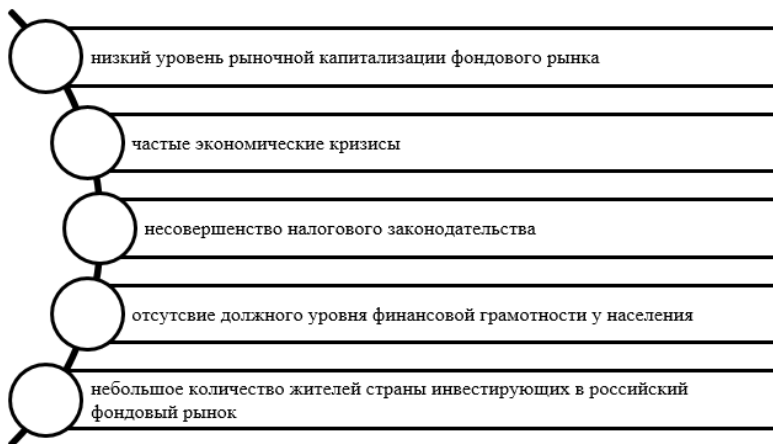 низкий уровень рыночной капитализации фондового рынка
частые экономические кризисы
несовершенство налогового законодательства
отсутсвие должного уровня финансовой грамотности у населения
небольшое количество жителей страны инвестирующих в российский
фондовый рынок